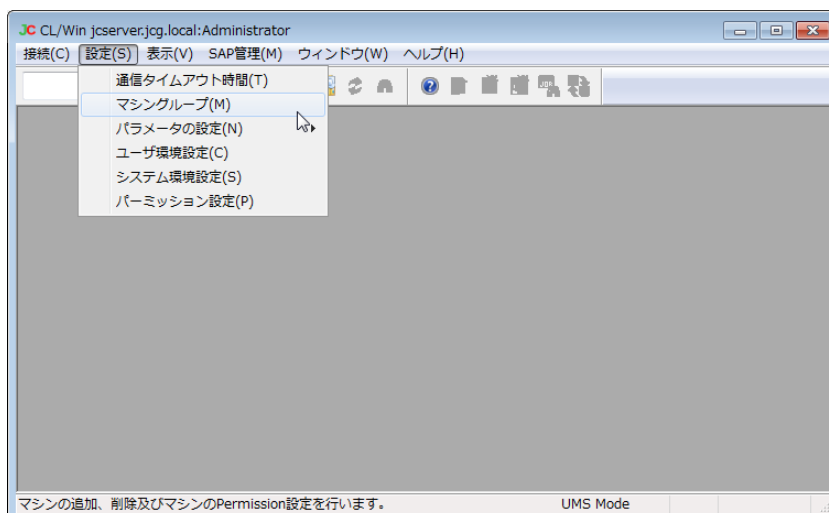 JC CL/Win jcserver.jcg.local:Administrator
接続(C) 設定(S) 表示(V) SAP管理(M) ウィンドウ(W) ヘルプ(H)
通信タイムアウト時間(T)
マシングループ(M)
パラメータの設定(N)
ユーザ環境設定(C)
システム環境設定(S)
パーミッション設定(P)
マシンの追加、削除及びマシンのPermission設定を行います。 UMS Mode